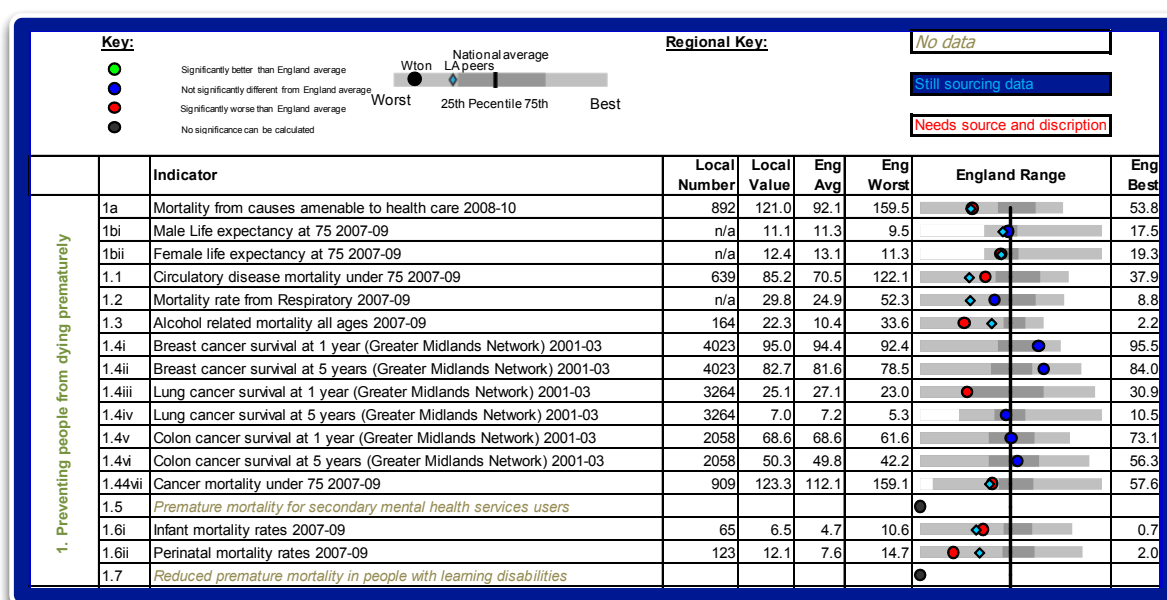 Key:
Regional Key:
No data
Significantly better than England average
Not significantly different from England average
Significantly worse than England average
No significance can be calculated
National average
Wton LA peers
Worst 25th Pecentile 75th Best
Still sourcing data
Needs source and discription
Indicator Local Number Local Value Eng Avg Eng Worst England Range Eng Best
1. Preventing people from dying prematurely
1a Mortality from causes amenable to health care 2008-10 892 121.0 92.1 159.5 53.8
1bi Male Life expectancy at 75 2007-09 n/a 11.1 11.3 9.5 17.5
1bii Female life expectancy at 75 2007-09 n/a 12.4 13.1 11.3 19.3
1.1 Circulatory disease mortality under 75 2007-09 639 85.2 70.5 122.1 37.9
1.2 Mortality rate from Respiratory 2007-09 n/a 29.8 24.9 52.3 8.8
1.3 Alcohol related mortality all ages 2007-09 164 22.3 10.4 33.6 2.2
1.4i Breast cancer survival at 1 year (Greater Midlands Network) 2001-03 4023 95.0 94.4 92.4 95.5
1.4ii Breast cancer survival at 5 years (Greater Midlands Network) 2001-03 4023 82.7 81.6 78.5 84.0
1.4iii Lung cancer survival at 1 year (Greater Midlands Network) 2001-03 3264 25.1 27.1 23.0 30.9
1.4iv Lung cancer survival at 5 years (Greater Midlands Network) 2001-03 3264 7.0 7.2 5.3 10.5
1.4v Colon cancer survival at 1 year (Greater Midlands Network) 2001-03 2058 68.6 68.6 61.6 73.1
1.4vi Colon cancer survival at 5 years (Greater Midlands Network) 2001-03 2058 50.3 49.8 42.2 56.3
1.44vii Cancer mortality under 75 2007-09 909 123.3 112.1 159.1 57.6
1.5 Premature mortality for secondary mental health services users
1.6i Infant mortality rates 2007-09 65 6.5 4.7 10.6 0.7
1.6ii Perinatal mortality rates 2007-09 123 12.1 7.6 14.7 2.0
1.7 Reduced premature mortality in people with learning disabilities